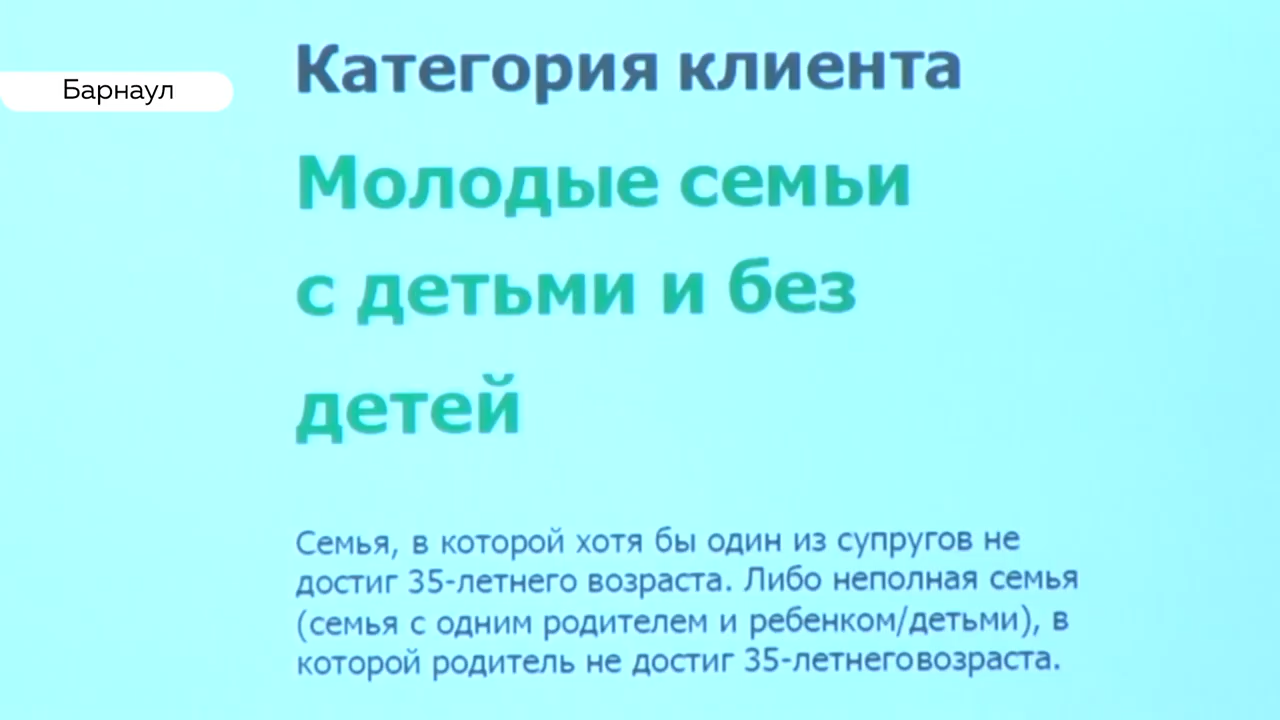 Категория клиента
Барнаул
Молодые семьи
с детьми и без
детей
Семья, в которой хотя бы один из супругов не
достиг 35-летнего возраста. Либо неполная семья
(семья с одним родителем и ребенком/детьми), в
которой родитель не достиг 35-летнеговозраста.